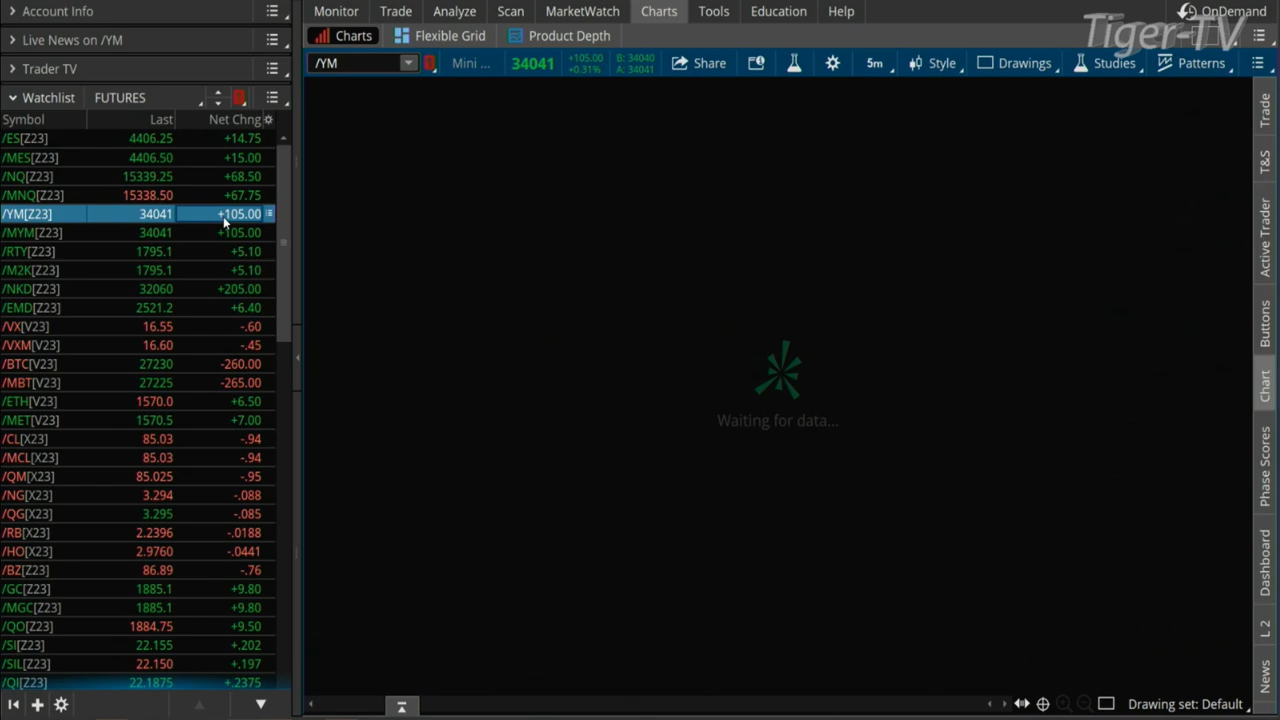 Account Info
Live News on /YM
Trader TV
Watchlist FUTURES
Symbol Last Net Chng
/ES[Z23] 4406.25 +14.75
/MES[Z23] 4406.50 +15.00
/NQ[Z23] 15339.25 +68.50
/MNQ[Z23] 15338.50 +67.75
/YM[Z23] 34041 +105.00
/MYM[Z23] 34041 +105.00
/RTY[Z23] 1795.1 +5.10
/M2K[Z23] 1795.1 +5.10
/NKD[Z23] 32060 +205.00
/EMD[Z23] 2521.2 +6.40
/VX[V23] 16.55 -.60
/VXM[V23] 16.60 -.45
/BTC[V23] 27230 -260.00
/MBT[V23] 27225 -265.00
/ETH[V23] 1570.0 +6.50
/MET[V23] 1570.5 +7.00
/CL[X23] 85.03 -.94
/MCL[X23] 85.03 -.94
/QM[X23] 85.025 -.95
/NG[X23] 3.294 -.088
/QG[X23] 3.295 -.085
/RB[X23] 2.2396 -.0188
/HO[X23] 2.9760 -.0441
/BZ[Z23] 86.89 -.76
/GC[Z23] 1885.1 +9.80
/MGC[Z23] 1885.1 +9.80
/QO[Z23] 1884.75 +9.50
/SI[Z23] 22.155 +.202
/SIL[Z23] 22.150 +.197
/QI[Z23] 22.1875 +.2375
Monitor Trade Analyze Scan MarketWatch Charts Tools Education Help OnDemand
Tiger-TV
Charts Flexible Grid Product Depth
/YM Mini ... 34041 +105.00 B: 34040 Share 5m Style Drawings Studies Patterns
+0.31% A: 34041
Waiting for data...
Trade
T&S
Active Trader
Buttons
Chart
Phase Scores
Dashboard
L 2
News
Drawing set: Default